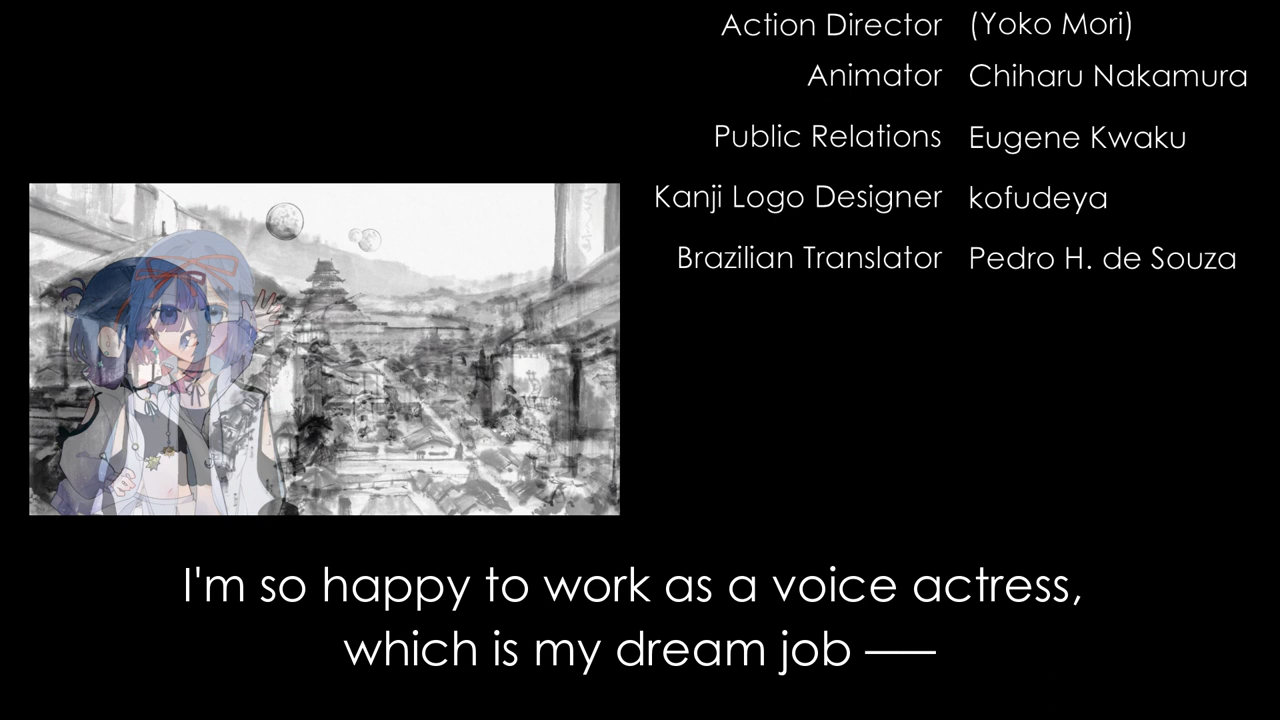 Action Director (Yoko Mori)
Animator Chiharu Nakamura
Public Relations Eugene Kwaku
Kanji Logo Designer kofudeya
Brazilian Translator Pedro H. de Souza
I'm so happy to work as a voice actress,
which is my dream job ──